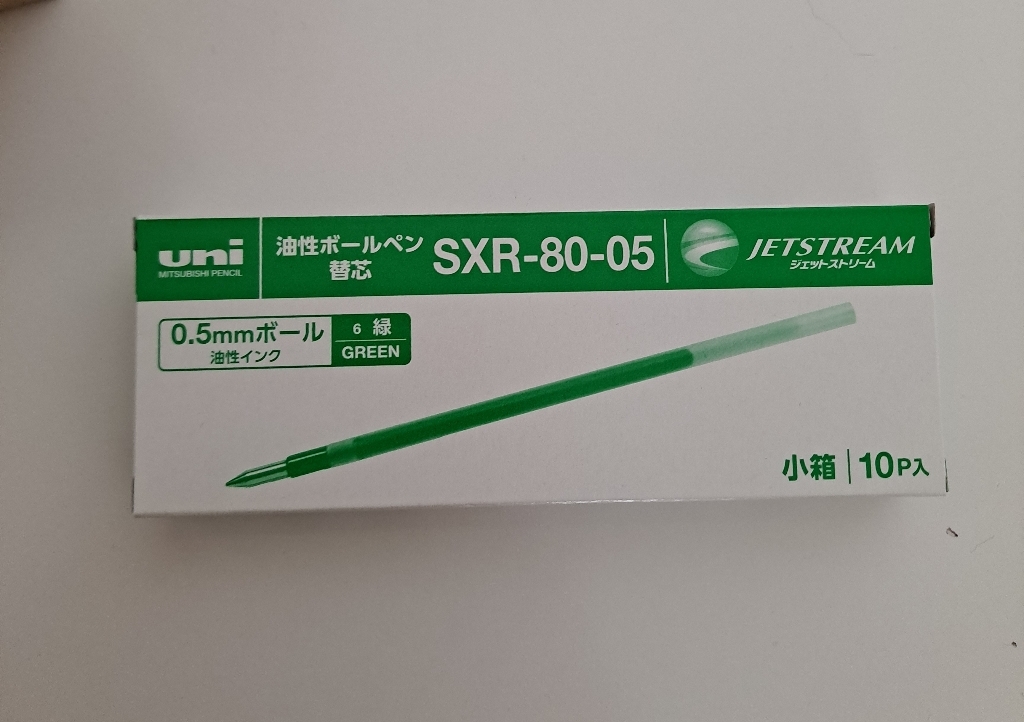 uni
MITSUBISHI PENCIL
油性ボールペン
替芯
SXR-80-05
JETSTREAM
ジェットストリーム
0.5mmボール
油性インク
6 緑
GREEN
小箱 10P入